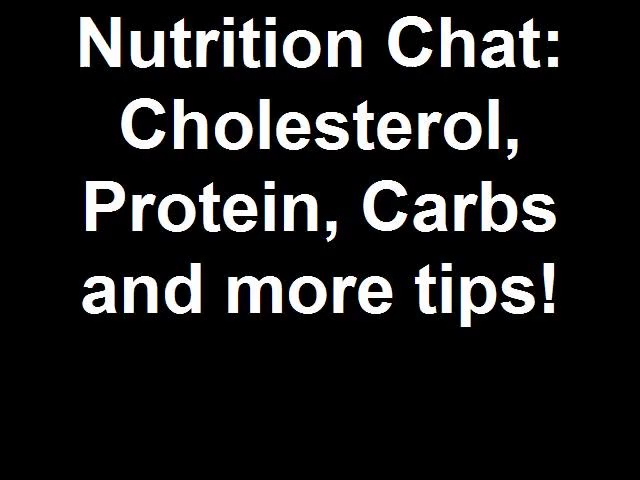 Nutrition Chat:
Cholesterol,
Protein, Carbs
and more tips!